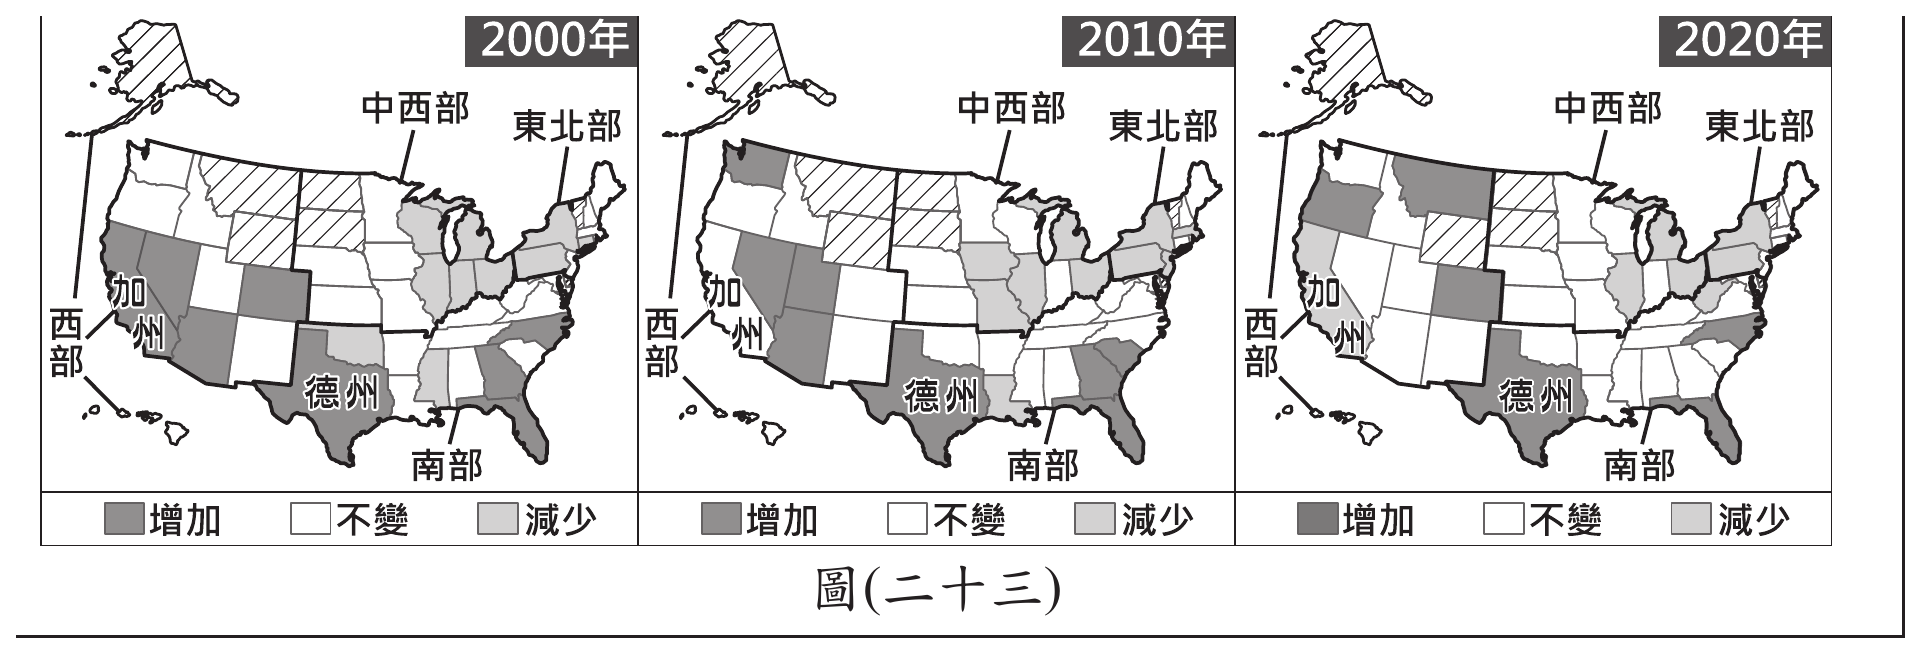 2000年
中西部
東北部
加
州
西
部
德州
南部
增加 不變 減少
2010年
中西部
東北部
加
州
西
部
德州
南部
增加 不變 減少
2020年
中西部
東北部
加
州
西
部
德州
南部
增加 不變 減少
圖(二十三)